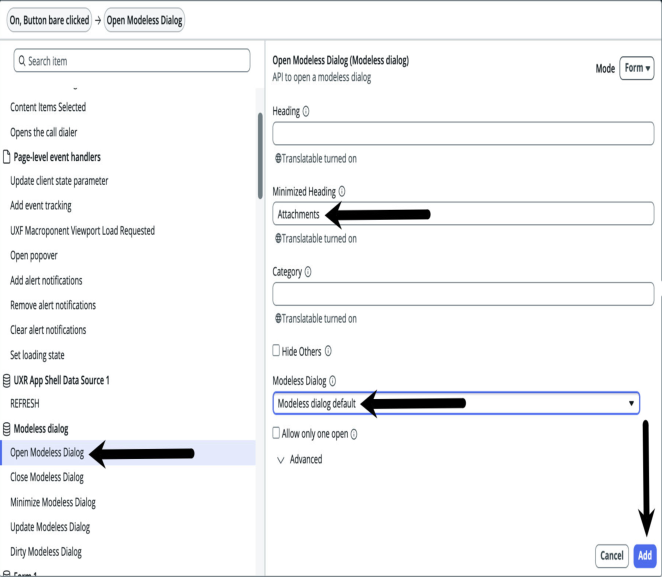 On, Button bare clicked → Open Modeless Dialog
Search item
Content Items Selected
Opens the call dialer
Page-level event handlers
Update client state parameter
Add event tracking
UXF Macroponent Viewport Load Requested
Open popover
Add alert notifications
Remove alert notifications
Clear alert notifications
Set loading state
UXR App Shell Data Source 1
REFRESH
Modeless dialog
Open Modeless Dialog
Close Modeless Dialog
Minimize Modeless Dialog
Update Modeless Dialog
Dirty Modeless Dialog
Form 1
Open Modeless Dialog (Modeless dialog)
API to open a modeless dialog
Mode Form
Heading
Translatable turned on
Minimized Heading
Attachments
Translatable turned on
Category
Translatable turned on
Hide Others
Modeless Dialog
Modeless dialog default
Allow only one open
Advanced
Cancel Add